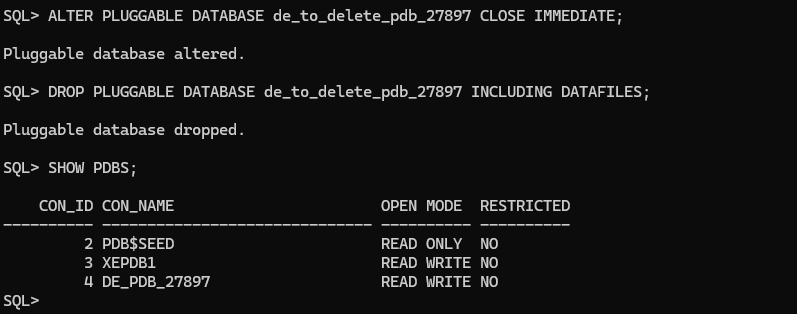 SQL> ALTER PLUGGABLE DATABASE de_to_delete_pdb_27897 CLOSE IMMEDIATE;
Pluggable database altered.
SQL> DROP PLUGGABLE DATABASE de_to_delete_pdb_27897 INCLUDING DATAFILES;
Pluggable database dropped.
SQL> SHOW PDBS;
    CON_ID CON_NAME                       OPEN MODE  RESTRICTED
---------- ------------------------------ ---------- ----------
         2 PDB$SEED                       READ ONLY  NO
         3 XEPDB1                         READ WRITE NO
         4 DE_PDB_27897                   READ WRITE NO
SQL>